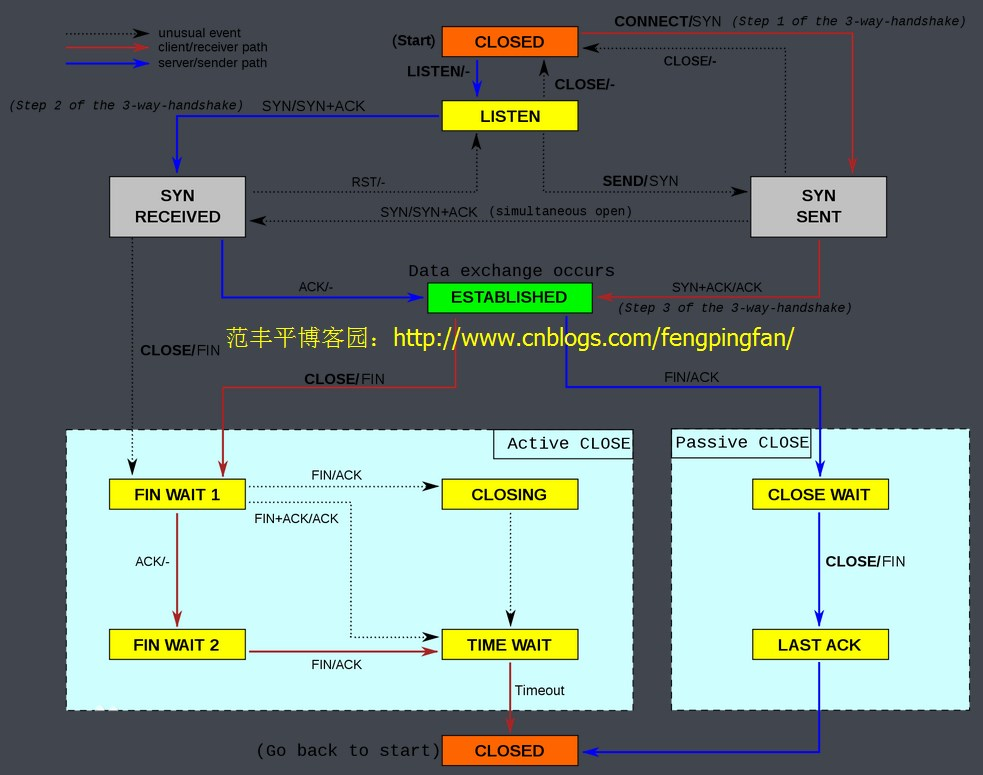 unusual event
client/receiver path
server/sender path
(Start)
CLOSED
CONNECT/SYN (Step 1 of the 3-way-handshake)
CLOSE/-
LISTEN/-
CLOSE/-
(Step 2 of the 3-way-handshake)
SYN/SYN+ACK
LISTEN
RST/-
SEND/SYN
SYN
RECEIVED
SYN
SENT
SYN/SYN+ACK (simultaneous open)
Data exchange occurs
ACK/-
ESTABLISHED
SYN+ACK/ACK
(Step 3 of the 3-way-handshake)
范丰平博客园：http://www.cnblogs.com/fengpingfan/
CLOSE/FIN
CLOSE/FIN
FIN/ACK
Active CLOSE
Passive CLOSE
FIN WAIT 1
FIN/ACK
CLOSING
CLOSE WAIT
FIN+ACK/ACK
ACK/-
CLOSE/FIN
FIN WAIT 2
FIN/ACK
TIME WAIT
LAST ACK
Timeout
(Go back to start)
CLOSED